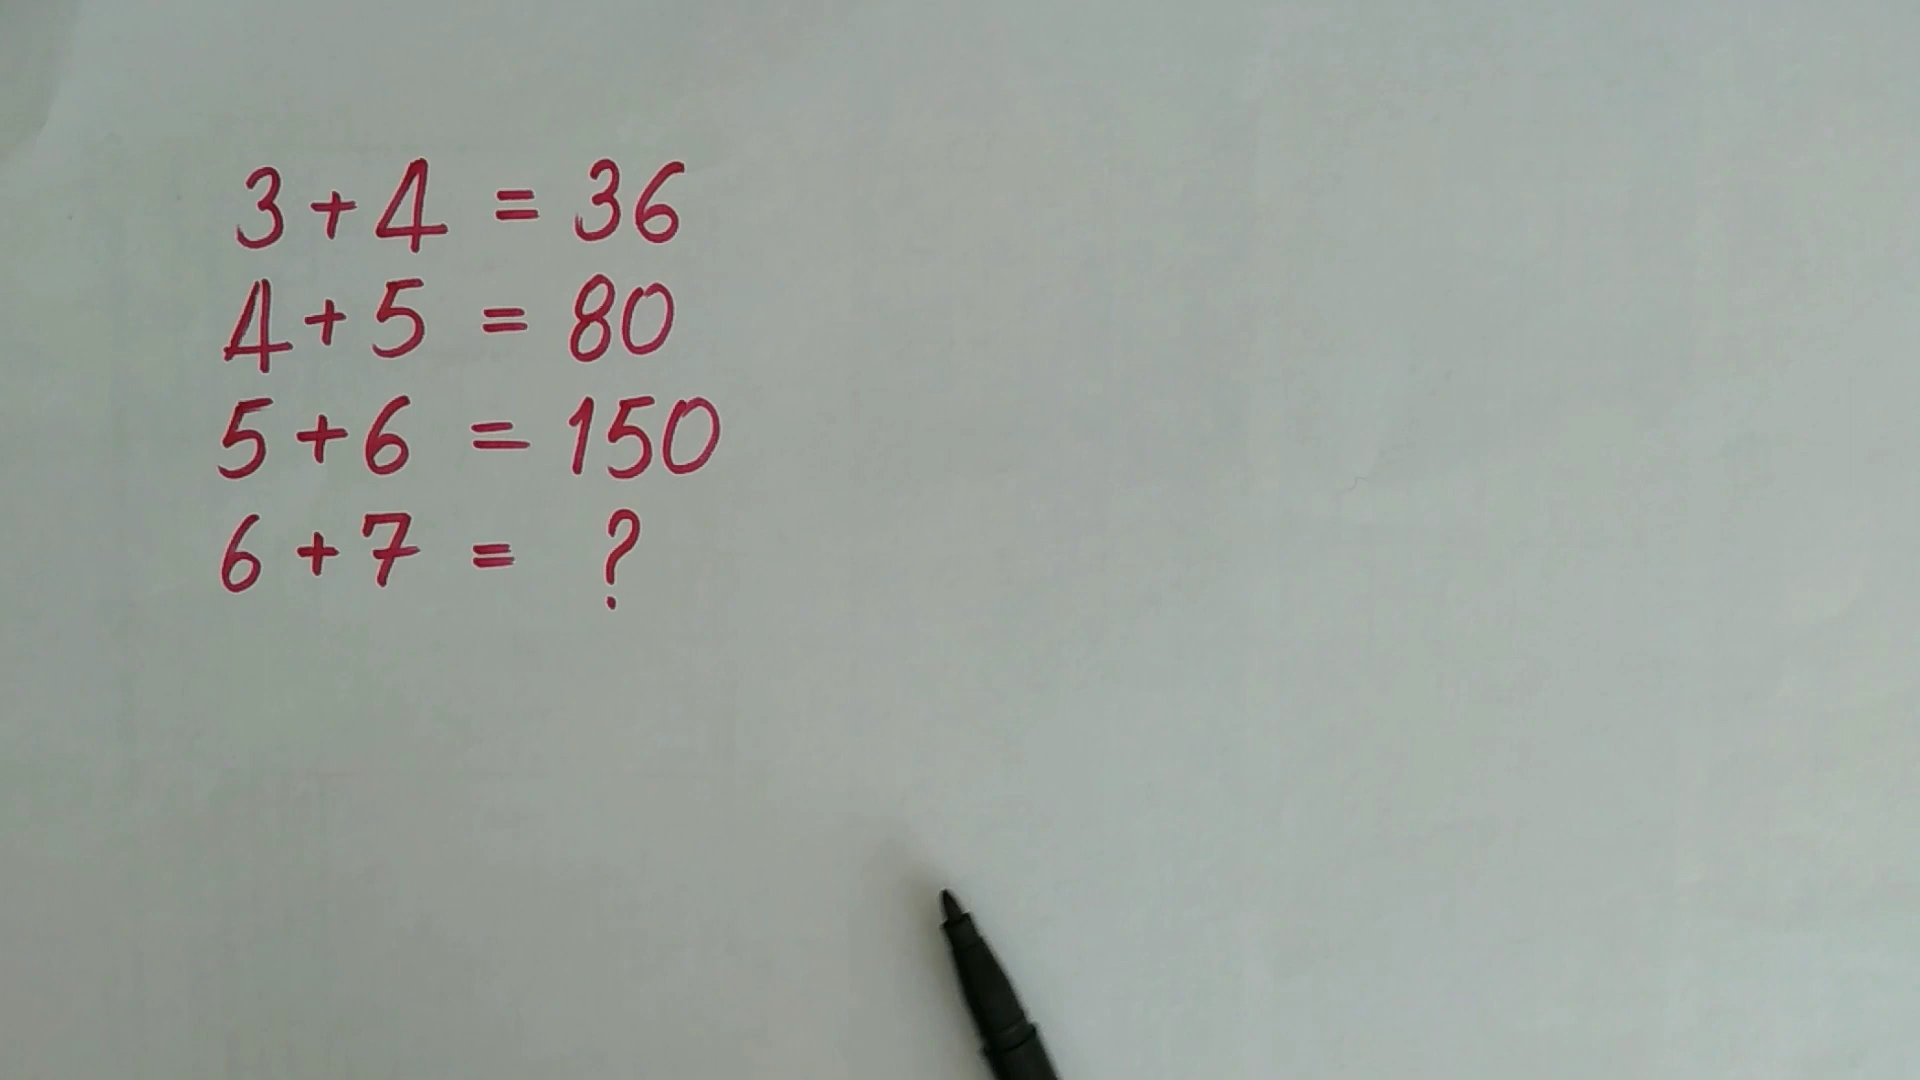 3 + 4 = 36
4 + 5 = 80
5 + 6 = 150
6 + 7 = ?